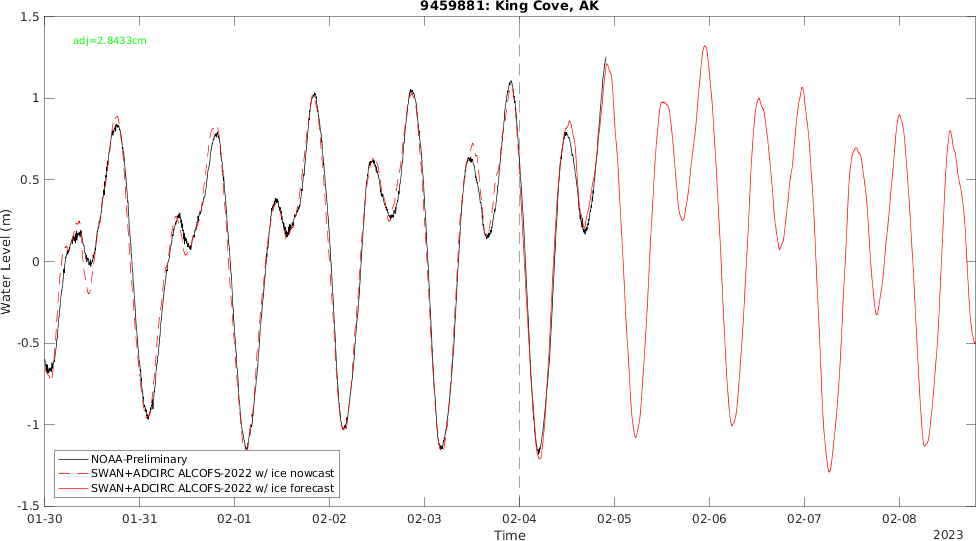 9459881: King Cove, AK
adj=2.8433cm
Water Level (m)
1.5
1
0.5
0
-0.5
-1
-1.5
NOAA-Preliminary
SWAN+ADCIRC ALCOFS-2022 w/ ice nowcast
SWAN+ADCIRC ALCOFS-2022 w/ ice forecast
01-30 01-31 02-01 02-02 02-03 02-04 02-05 02-06 02-07 02-08
Time
2023